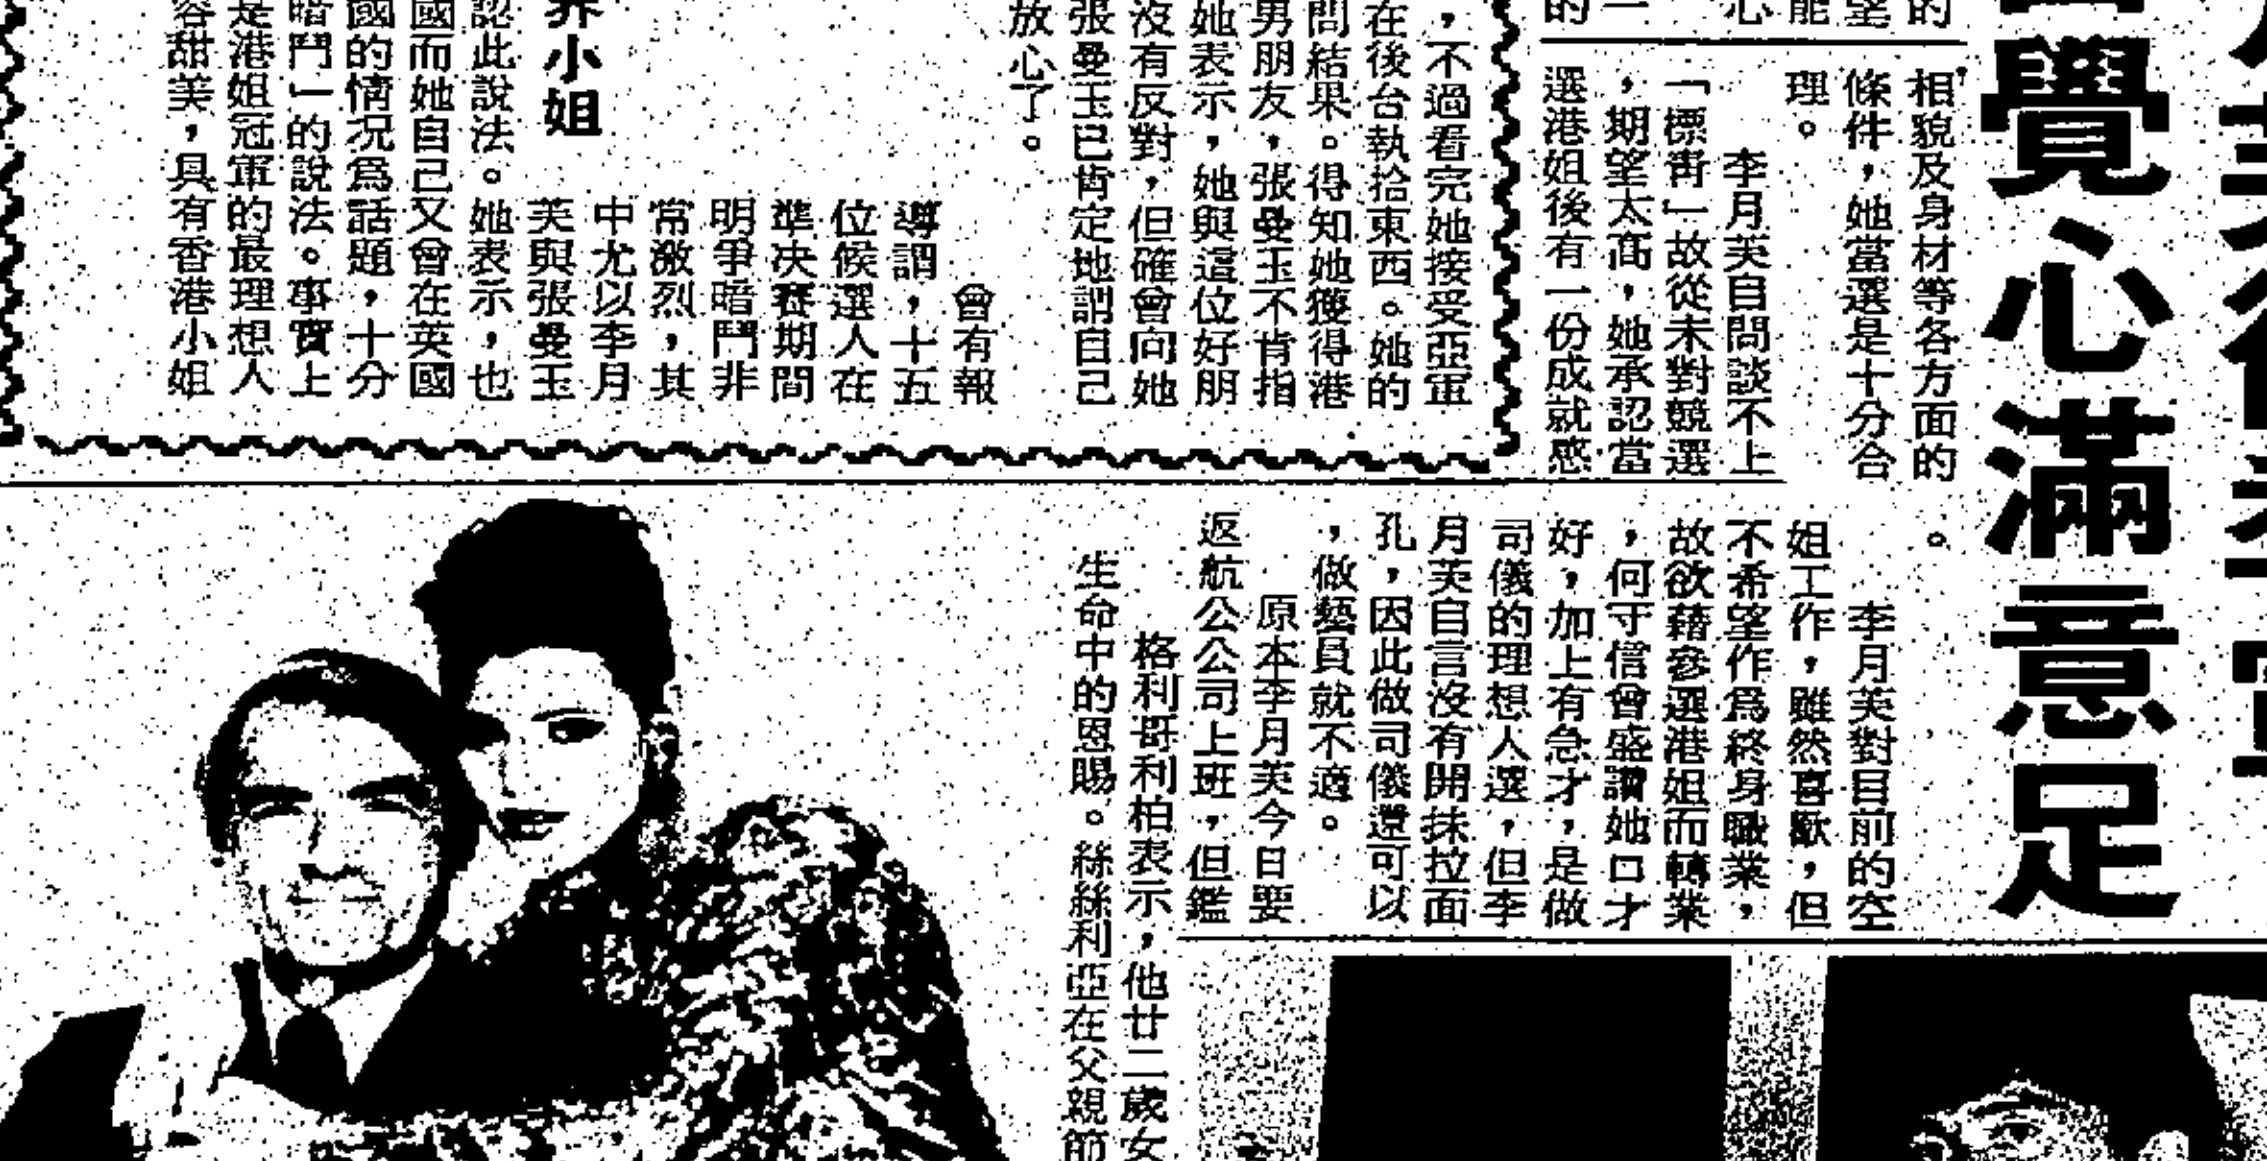 覺心滿意足
的
望
能
心
一
的
相貌及身材等各方面的
條件，她當選是十分合
理。
李月英自問談不上
「標靑」故從未對競選
，期望太高，她承認當
選港姐後有一份成就感
。
李月英對目前的空
姐工作，雖然喜歡，但
不希望作爲終身職業，
故欲藉參選港姐而轉業
，何守信曾盛讚她口才
好，加上有急才，是做
司儀的理想人選，但李
月英自言沒有開抹拉面
孔，因此做司儀還可以
，做藝員就不適。
原本李月英今日要
返航公公司上班，但鑑
，不過看完她接受亞軍
在後台執拾東西。她的
問結果。得知她獲得港
男朋友，張曼玉不肯指
她表示，她與這位好朋
沒有反對，但確曾向她
張曼玉已肯定地謂自己
放心了。
界小姐
曾有報
導謂，十五
位候選人在
準決賽期間
明爭暗鬥非
常激烈，其
中尤以李月
英與張曼玉
認此說法。她表示，也
國而她自己又曾在英國
國的情況爲話題，十分
暗鬥」的說法。事實上
是港姐冠軍的最理想人
容甜美，具有香港小姐
格利哥利柏表示，他廿二歲女
生命中的恩賜。絲絲利亞在父親節